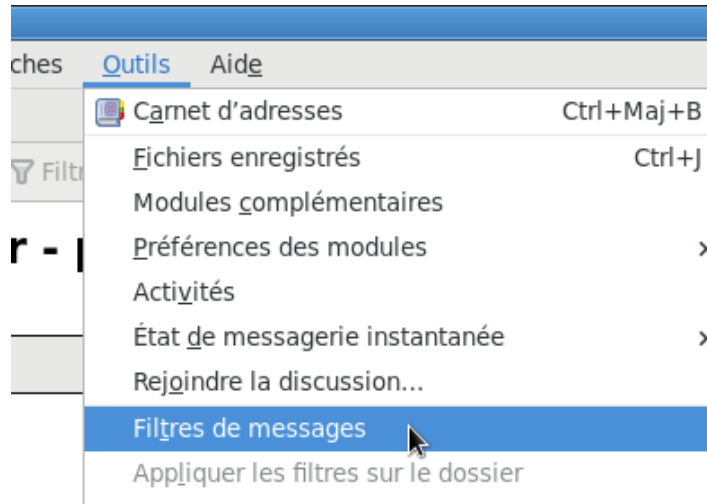 ches Outils Aide
Carnet d'adresses Ctrl+Maj+B
Fichiers enregistrés Ctrl+J
Filtr
Modules complémentaires
r - p
Préférences des modules
Activités
État de messagerie instantanée
Rejoindre la discussion...
Filtres de messages
Appliquer les filtres sur le dossier